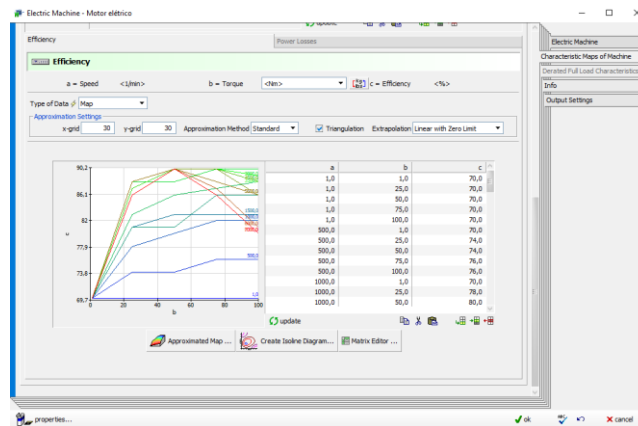 Electric Machine - Motor elétrico
update
Efficiency
Power Losses
Efficiency
a = Speed <1/min> b = Torque <Nm> c = Efficiency <%>
Type of Data Map
Approximation Settings
x-grid 30 y-grid 30 Approximation Method Standard Triangulation Extrapolation Linear with Zero Limit
90,2
86,1
82
77,9
73,8
69,7
c
0 20 40 60 80 100
b
500,0
1,0
a b c
1,0 1,0 70,0
1,0 25,0 70,0
1,0 50,0 70,0
1,0 75,0 70,0
1,0 100,0 70,0
500,0 1,0 70,0
500,0 25,0 74,0
500,0 50,0 74,0
500,0 75,0 76,0
500,0 100,0 76,0
1000,0 1,0 70,0
1000,0 25,0 78,0
1000,0 50,0 80,0
update
Approximated Map ...
Create Isoline Diagram...
Matrix Editor ...
Electric Machine
Characteristic Maps of Machine
Derated Full Load Characteristics
Info
Output Settings
properties...
ok
cancel